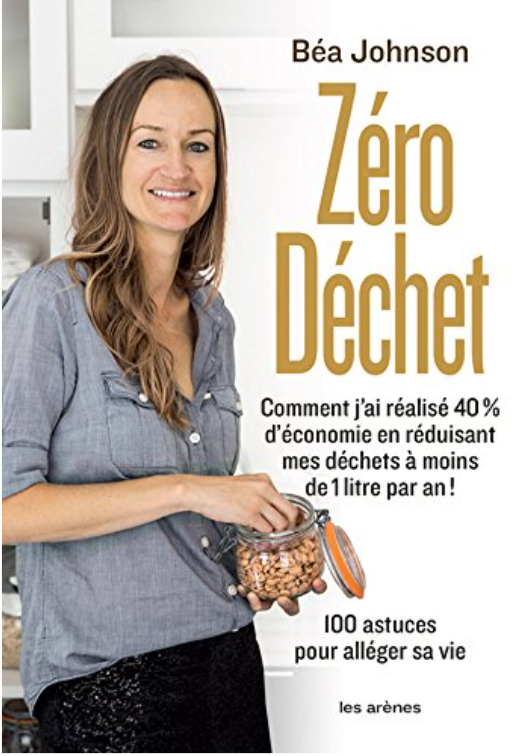 Béa Johnson
Zéro
Déchet
Comment j'ai réalisé 40 %
d'économie en réduisant
mes déchets à moins
de 1 litre par an !
100 astuces
pour alléger sa vie
les arènes